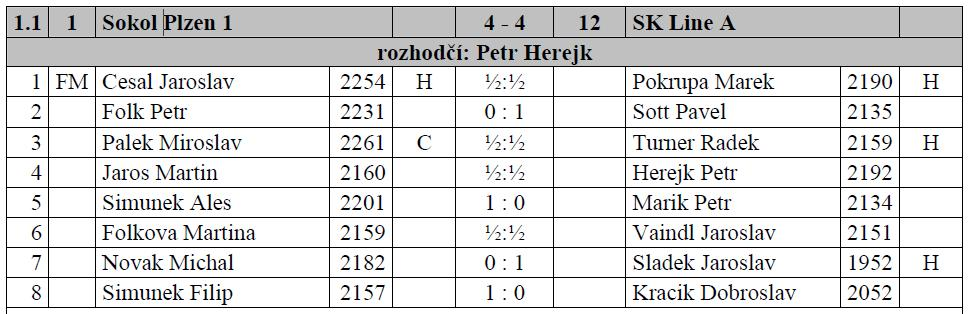 1.1 1 Sokol Plzen 1 4 - 4 12 SK Line A
rozhodčí: Petr Herejk
1 FM Cesal Jaroslav 2254 H ½:½ Pokrupa Marek 2190 H
2 Folk Petr 2231 0 : 1 Sott Pavel 2135
3 Palek Miroslav 2261 C ½:½ Turner Radek 2159 H
4 Jaros Martin 2160 ½:½ Herejk Petr 2192
5 Simunek Ales 2201 1 : 0 Marik Petr 2134
6 Folkova Martina 2159 ½:½ Vaindl Jaroslav 2151
7 Novak Michal 2182 0 : 1 Sladek Jaroslav 1952 H
8 Simunek Filip 2157 1 : 0 Kracik Dobroslav 2052